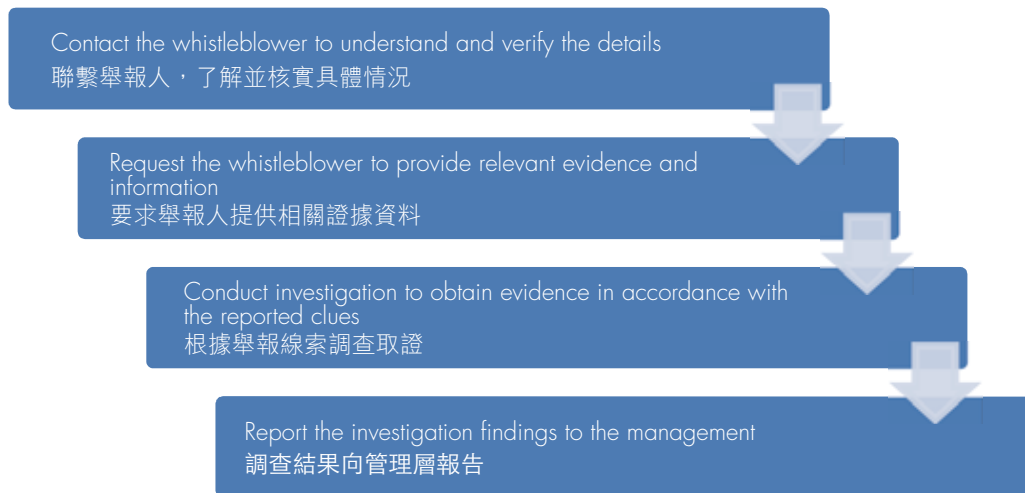 Contact the whistleblower to understand and verify the details
聯繫舉報人，了解並核實具體情況
Request the whistleblower to provide relevant evidence and
information
要求舉報人提供相關證據資料
Conduct investigation to obtain evidence in accordance with
the reported clues
根據舉報線索調查取證
Report the investigation findings to the management
調查結果向管理層報告